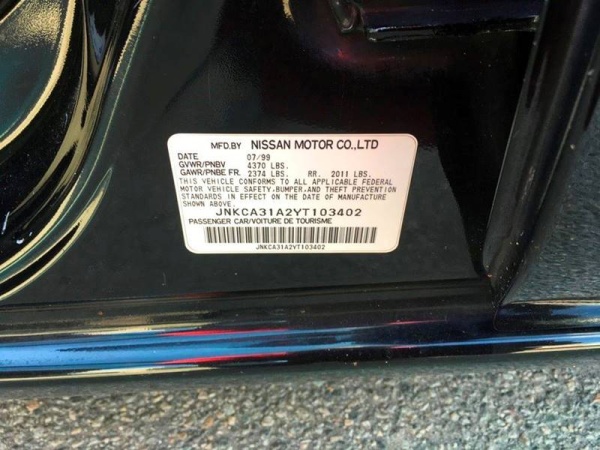 MFD.BY NISSAN MOTOR CO.,LTD
DATE 07/99
GVWR/PNBV 4370 LBS.
GAWR/PNBE FR. 2374 LBS. RR. 2011 LBS.
THIS VEHICLE CONFORMS TO ALL APPLICABLE FEDERAL
MOTOR VEHICLE SAFETY,BUMPER,AND THEFT PREVENTION
STANDARDS IN EFFECT ON THE DATE OF MANUFACTURE
SHOWN ABOVE.
JNKCA31A2YT103402
PASSENGER CAR/VOITURE DE TOURISME
JNKCA31A2YT103402